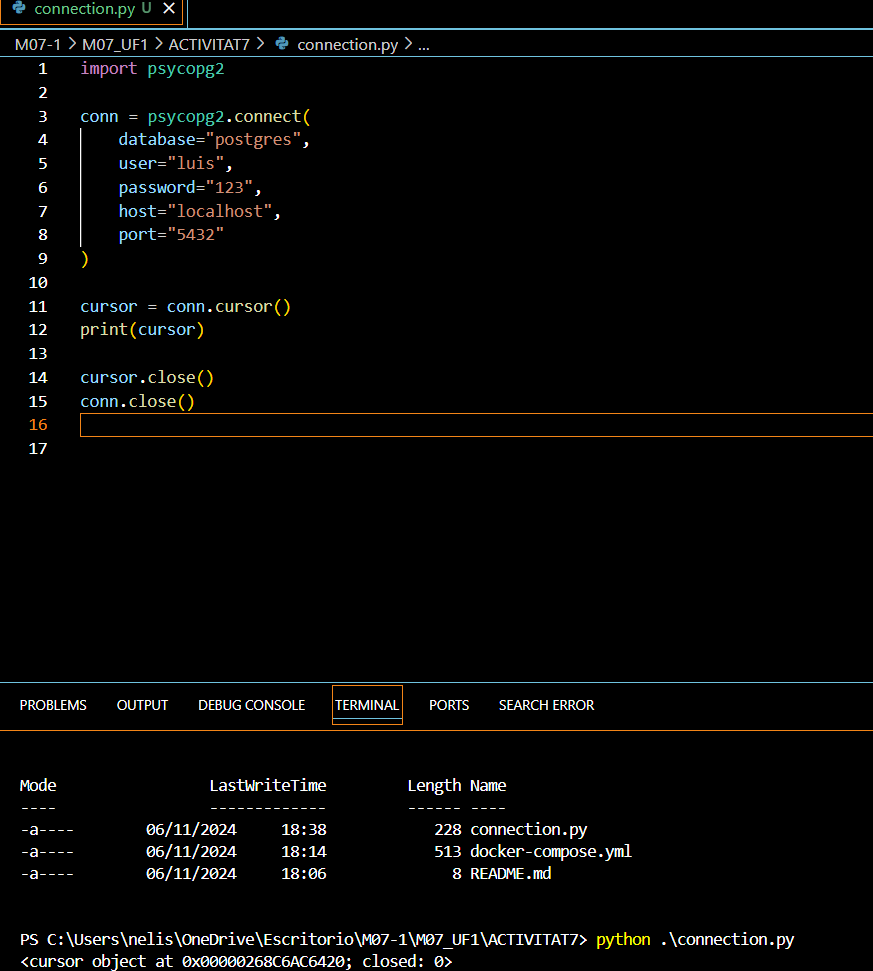 connection.py U ×
M07-1 > M07_UF1 > ACTIVITAT7 > connection.py > ...
1 import psycopg2
2
3 conn = psycopg2.connect(
4     database="postgres",
5     user="luis",
6     password="123",
7     host="localhost",
8     port="5432"
9 )
10
11 cursor = conn.cursor()
12 print(cursor)
13
14 cursor.close()
15 conn.close()
16
17
PROBLEMS OUTPUT DEBUG CONSOLE TERMINAL PORTS SEARCH ERROR
Mode LastWriteTime Length Name
---- ------------- ------ ----
-a---- 06/11/2024 18:38 228 connection.py
-a---- 06/11/2024 18:14 513 docker-compose.yml
-a---- 06/11/2024 18:06 8 README.md
PS C:\Users\nelis\OneDrive\Escritorio\M07-1\M07_UF1\ACTIVITAT7> python .\connection.py
<cursor object at 0x00000268C6AC6420; closed: 0>